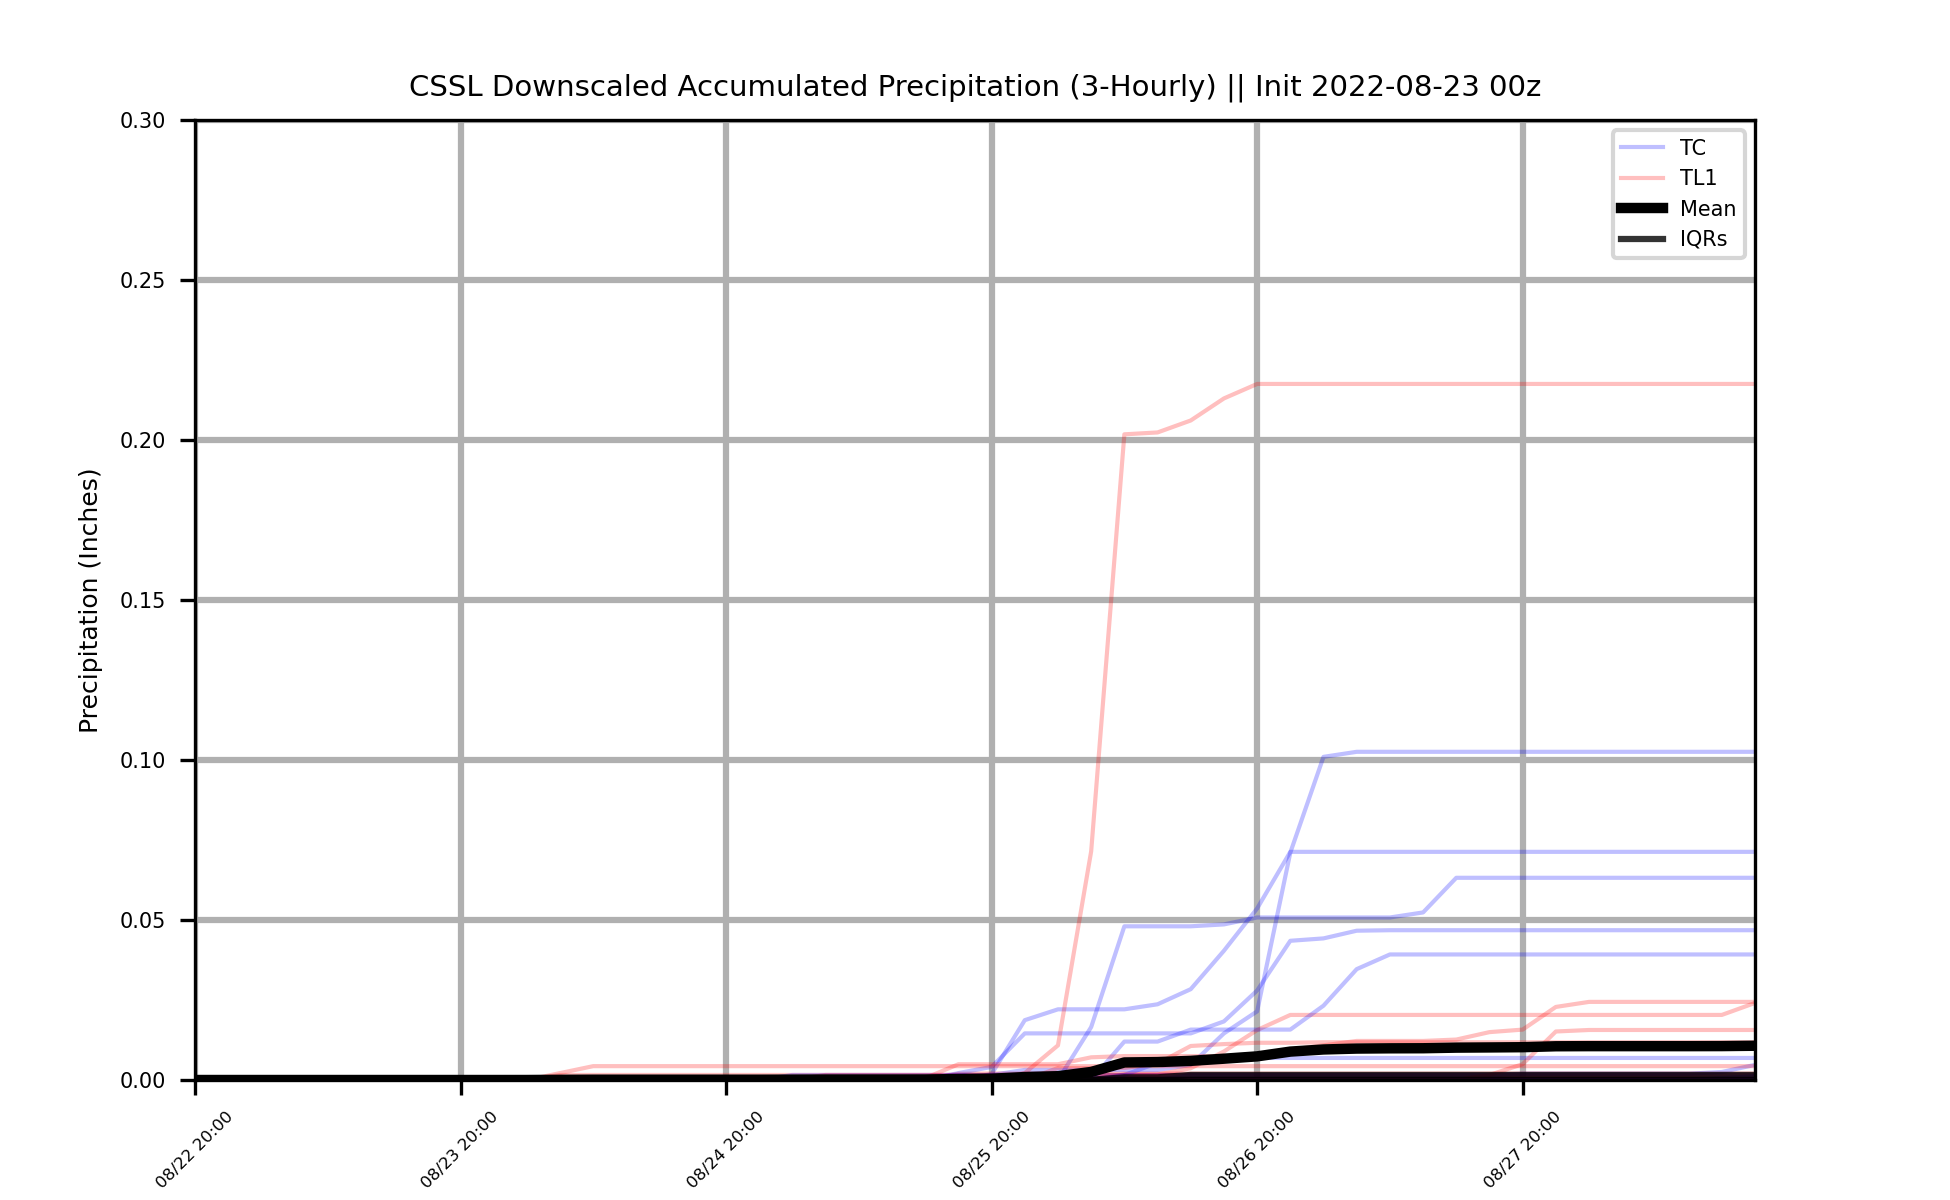 CSSL Downscaled Accumulated Precipitation (3-Hourly) || Init 2022-08-23 00z
TC
TL1
Mean
IQRs
Precipitation (Inches)
0.30
0.25
0.20
0.15
0.10
0.05
0.00
08/22 20:00
08/23 20:00
08/24 20:00
08/25 20:00
08/26 20:00
08/27 20:00